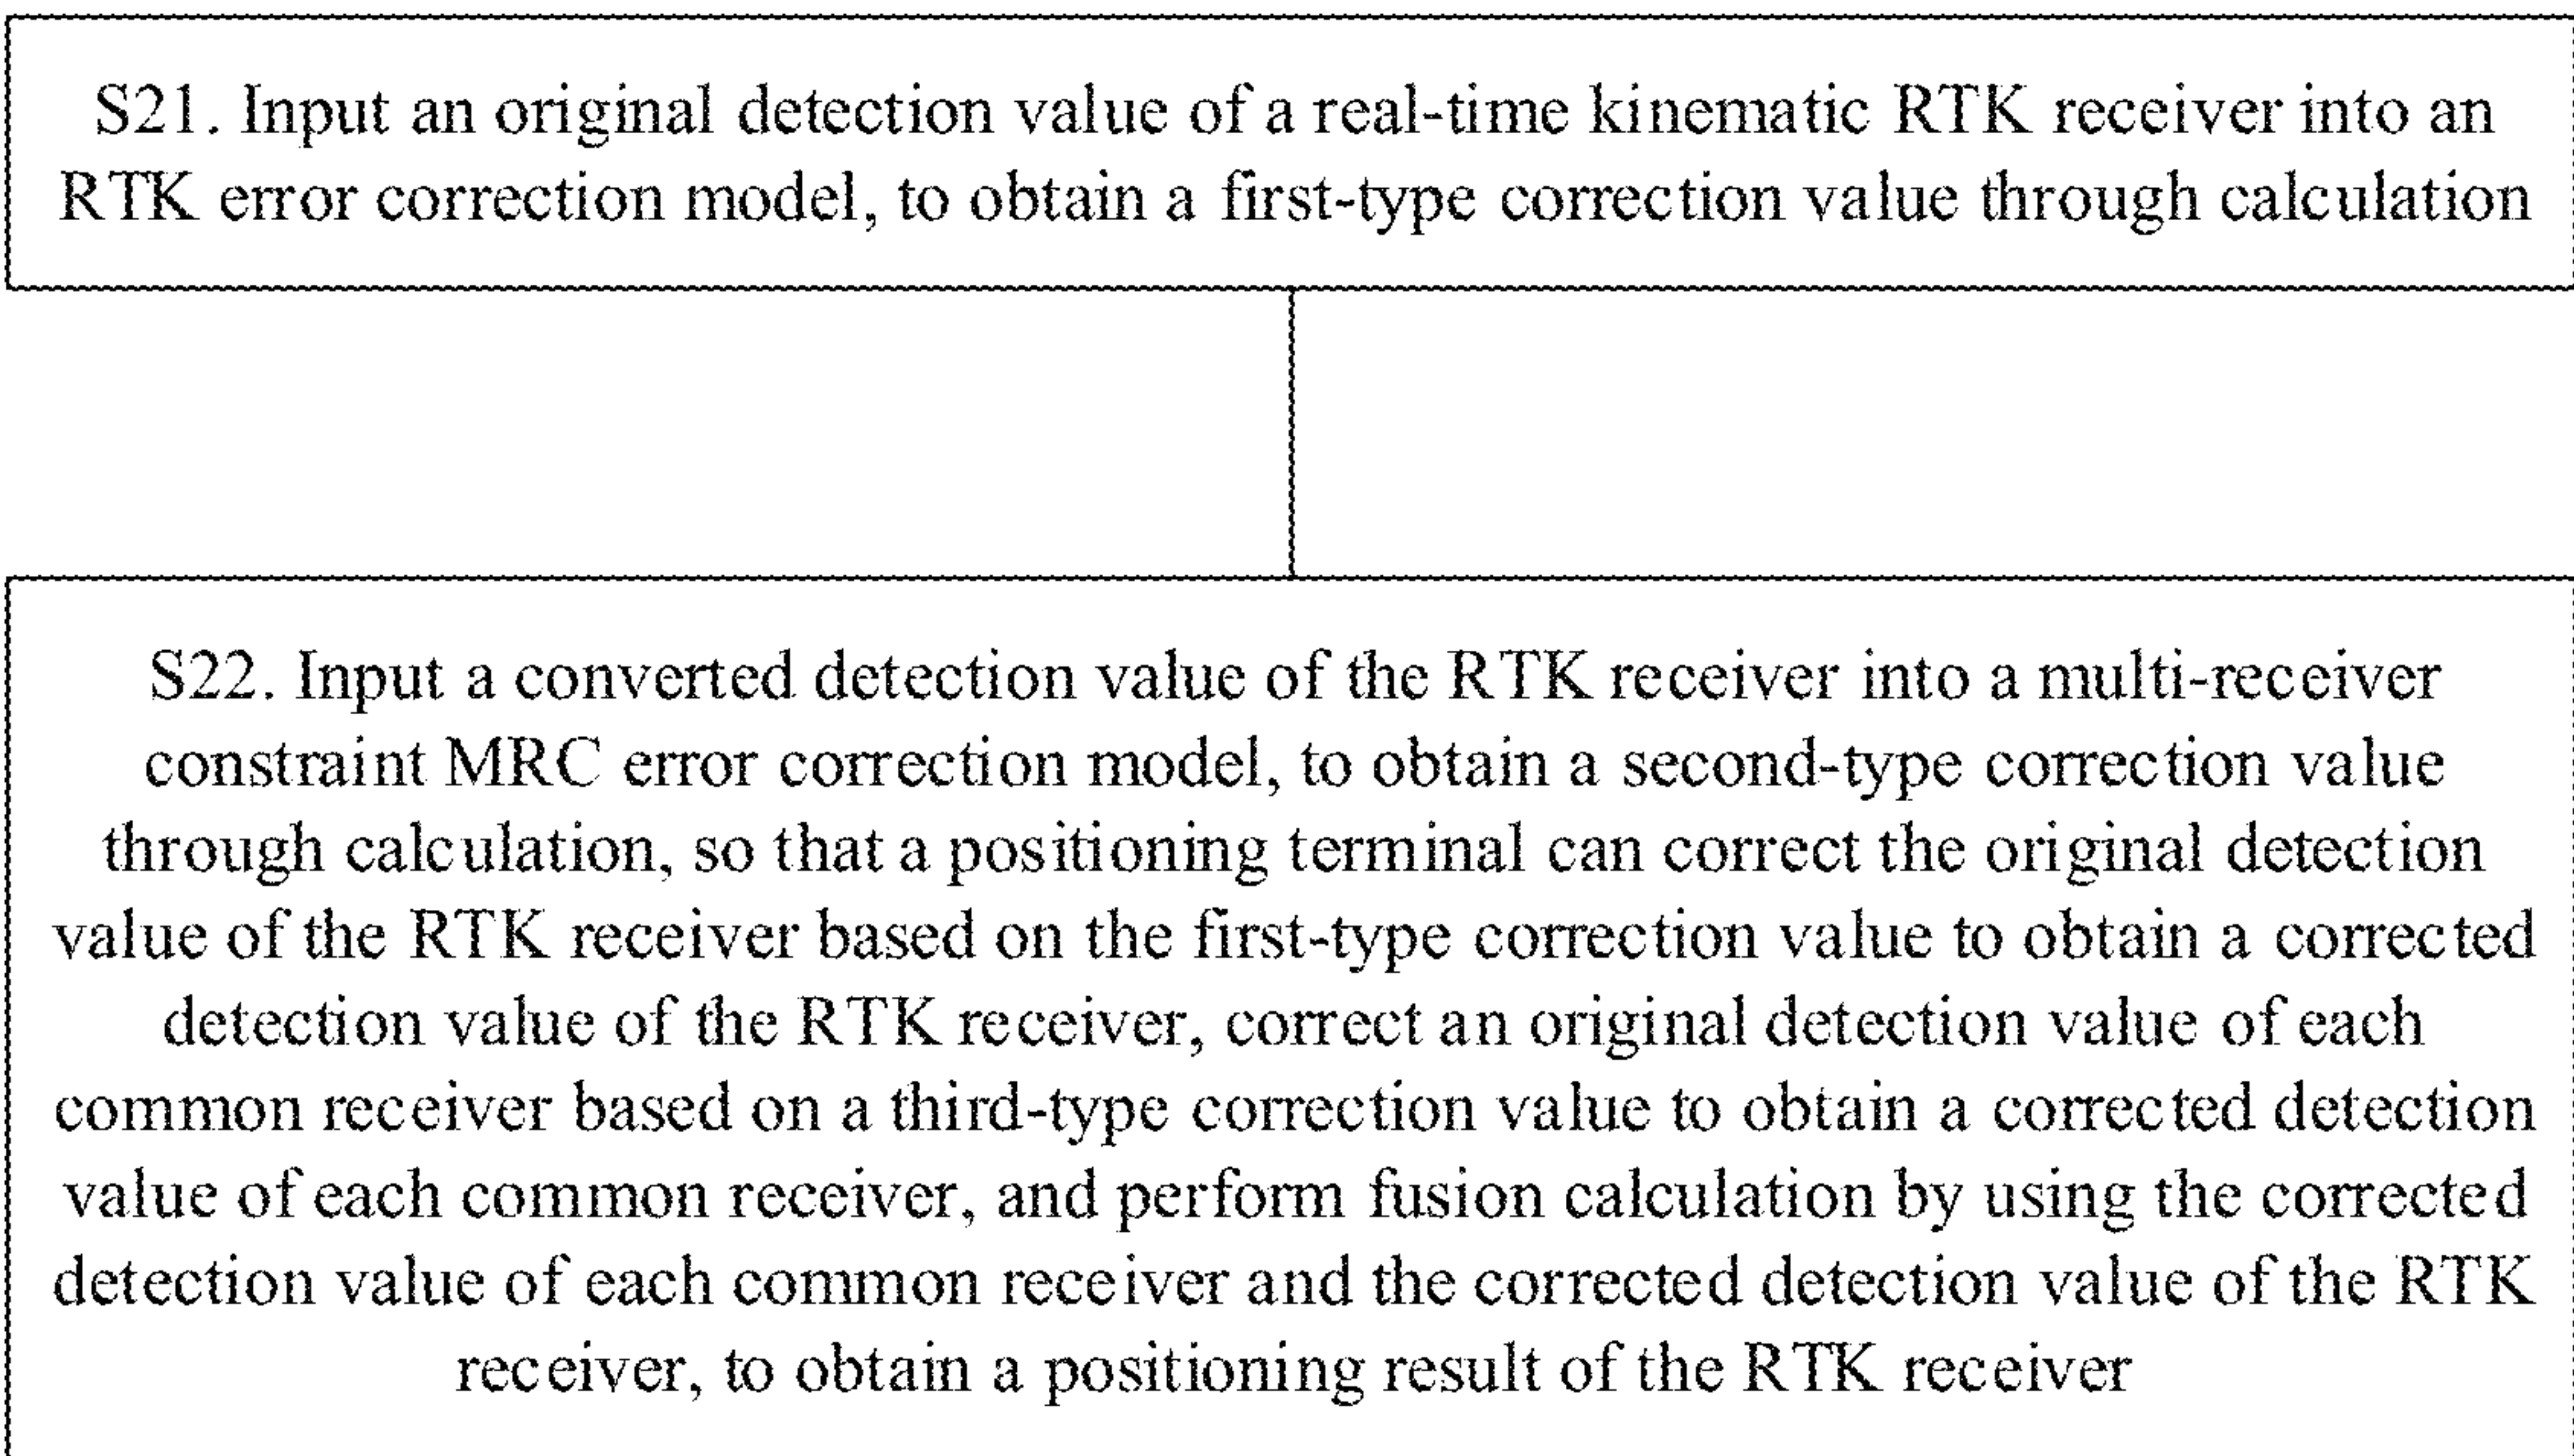 S21. Input an original detection value of a real-time kinematic RTK receiver into an
RTK error correction model, to obtain a first-type correction value through calculation
S22. Input a converted detection value of the RTK receiver into a multi-receiver
constraint MRC error correction model, to obtain a second-type correction value
through calculation, so that a positioning terminal can correct the original detection
value of the RTK receiver based on the first-type correction value to obtain a corrected
detection value of the RTK receiver, correct an original detection value of each
common receiver based on a third-type correction value to obtain a corrected detection
value of each common receiver, and perform fusion calculation by using the corrected
detection value of each common receiver and the corrected detection value of the RTK
receiver, to obtain a positioning result of the RTK receiver